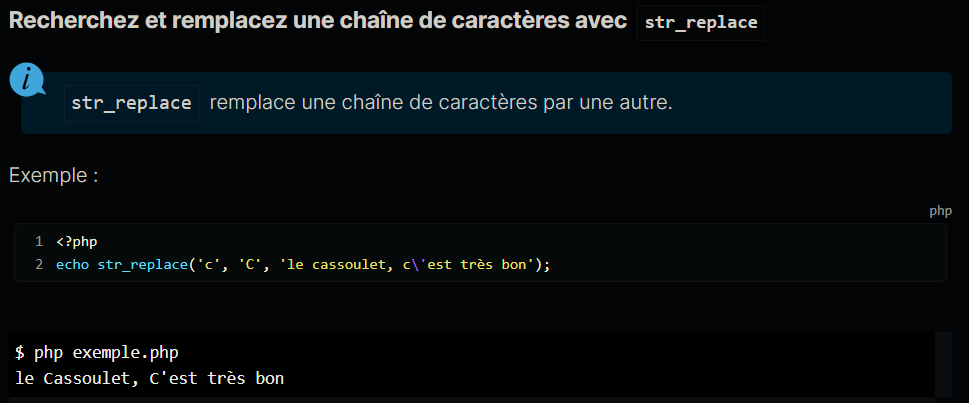 Recherchez et remplacez une chaîne de caractères avec str_replace
i
str_replace remplace une chaîne de caractères par une autre.
Exemple :
php
1 <?php
2 echo str_replace('c', 'C', 'le cassoulet, c\'est très bon');
$ php exemple.php
le Cassoulet, C'est très bon